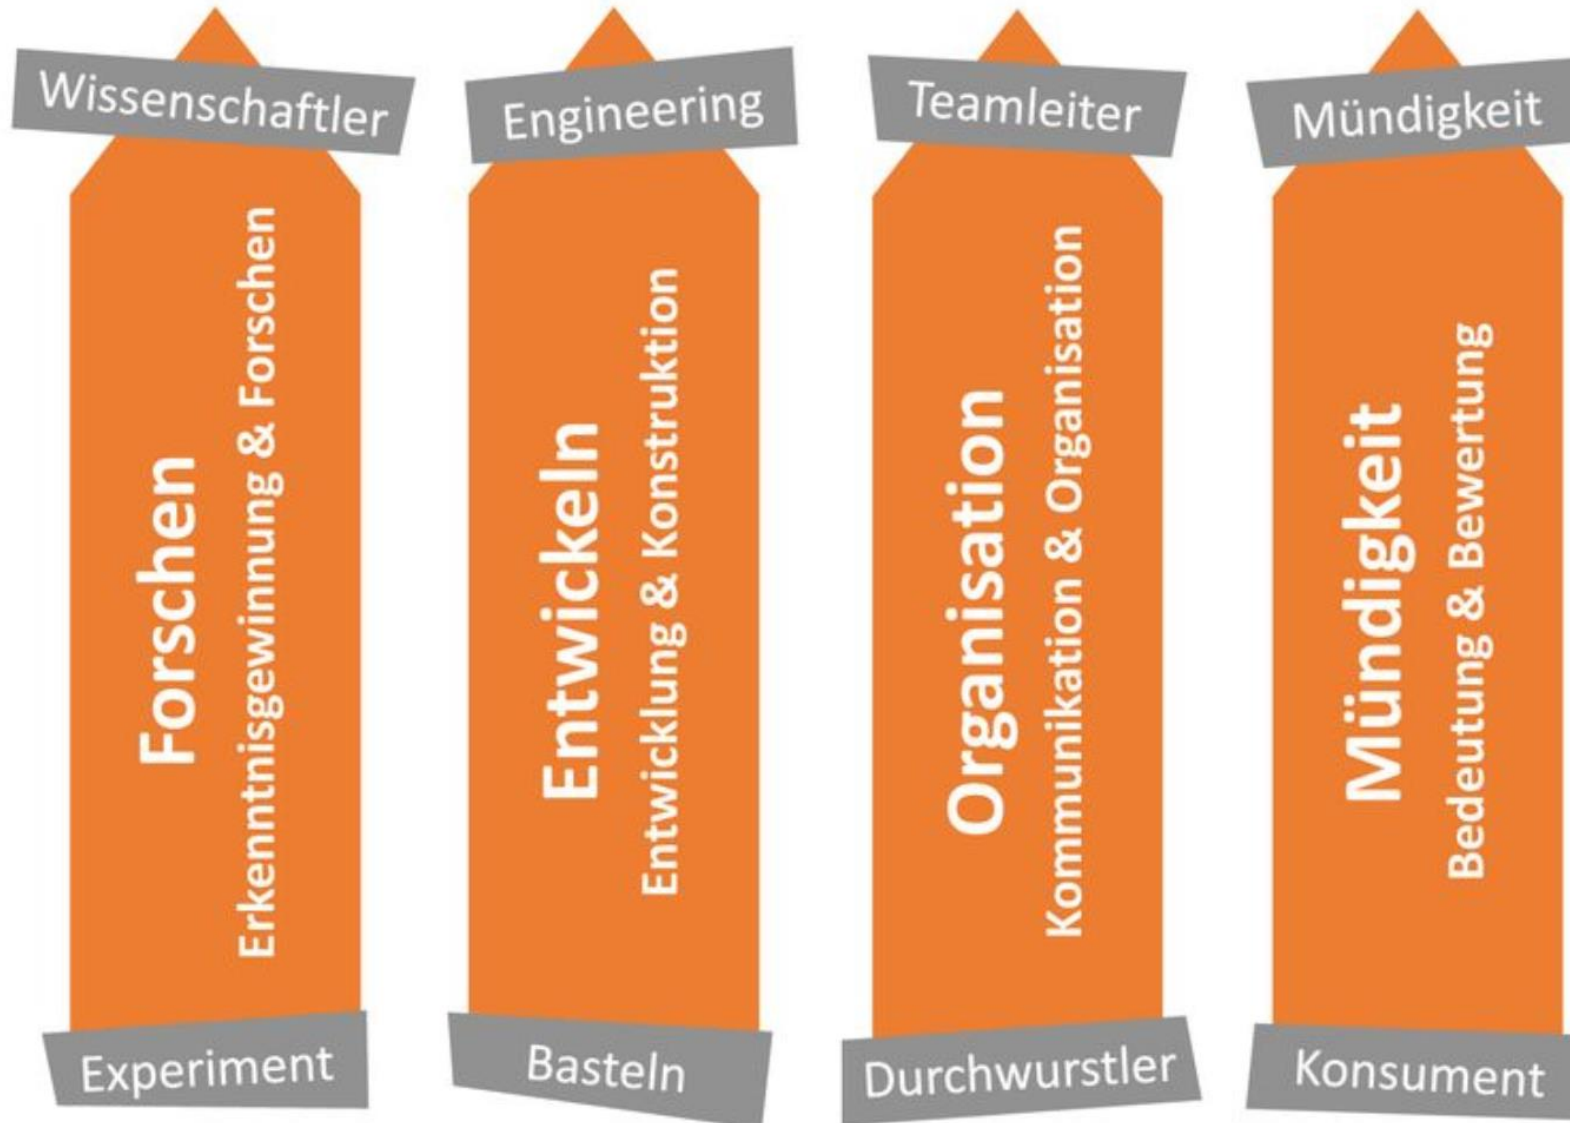 Wissenschaftler
Forschen
Erkenntnisgewinnung & Forschen
Experiment
Engineering
Entwickeln
Entwicklung & Konstruktion
Basteln
Teamleiter
Organisation
Kommunikation & Organisation
Durchwurstler
Mündigkeit
Mündigkeit
Bedeutung & Bewertung
Konsument